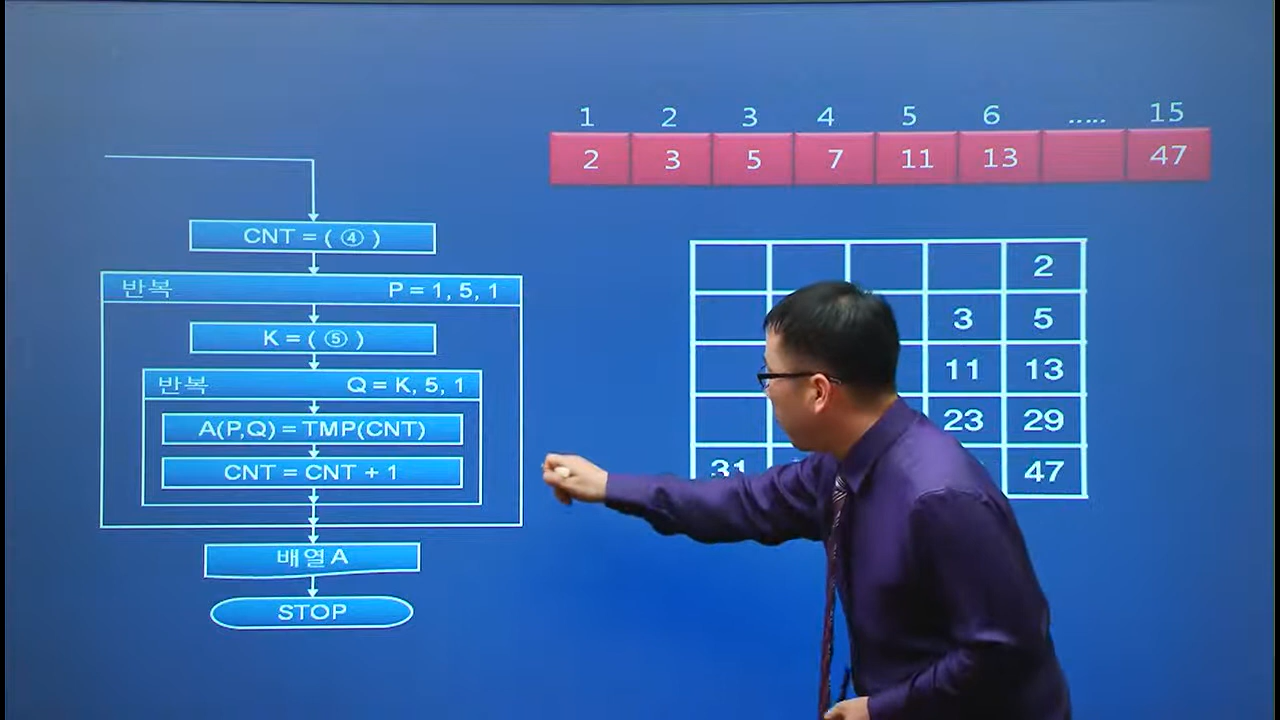 CNT = ( ④ )
반복 P = 1, 5, 1
K = ( ⑤ )
반복 Q = K, 5, 1
A(P,Q) = TMP(CNT)
CNT = CNT + 1
배열 A
STOP
1 2 3 4 5 6 ..... 15
2 3 5 7 11 13 47
2
3 5
11 13
23 29
31 47